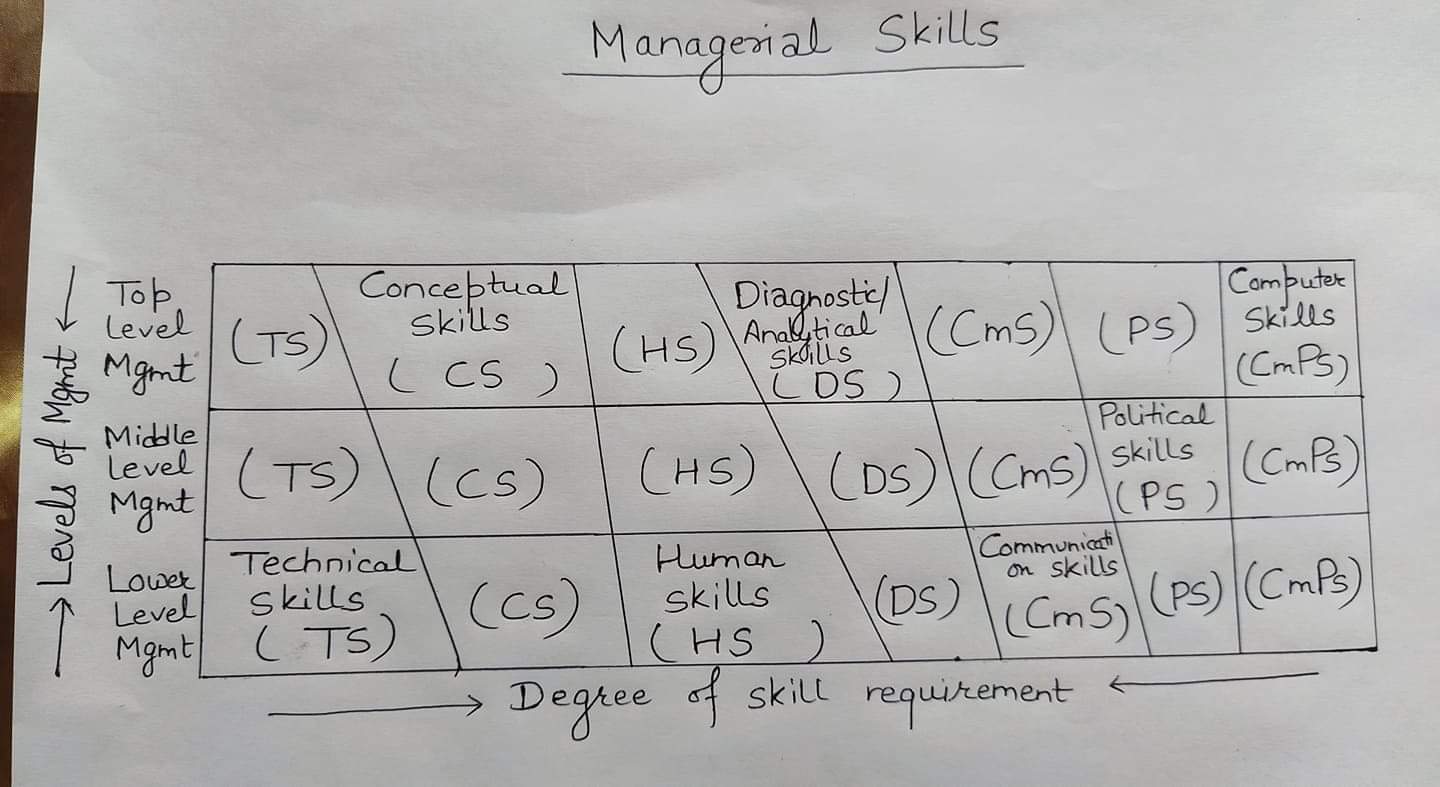 Managerial Skills
Levels of Mgmt
Top
Level
Mgmt
(TS)
Conceptual
Skills
(CS)
(HS)
Diagnostic/
Analytical
Skills
(DS)
(CmS)
(PS)
Computer
Skills
(CmPS)
Middle
Level
Mgmt
(TS)
(CS)
(HS)
(DS)
(CmS)
Political
Skills
(PS)
(CmPs)
Lower
Level
Mgmt
Technical
Skills
(TS)
(CS)
Human
Skills
(HS)
(DS)
Communicati
on skills
(CmS)
(PS)
(CmPs)
Degree of skill requirement